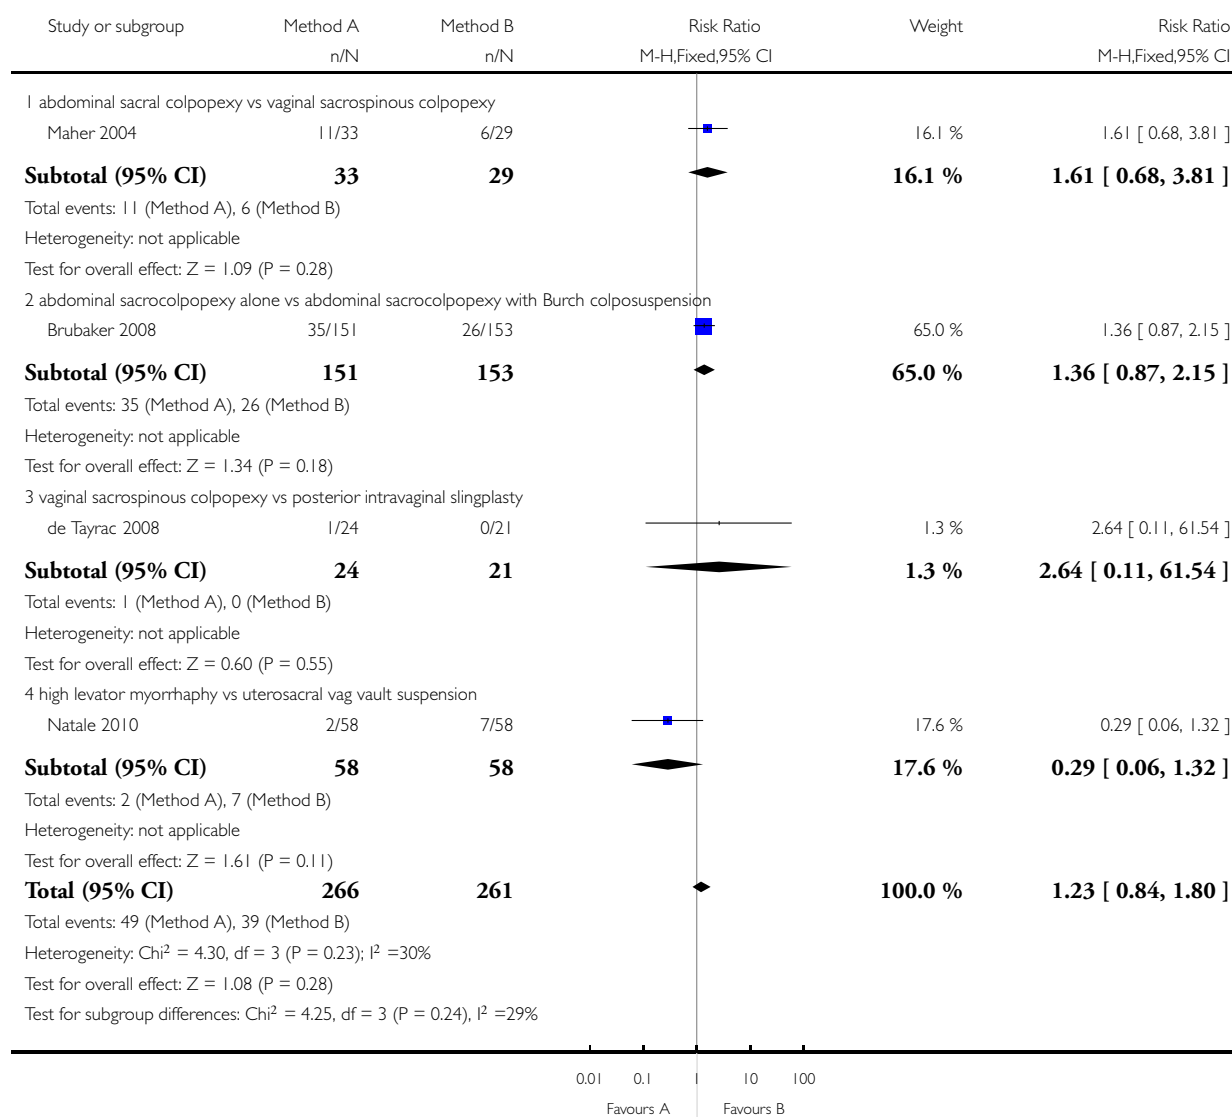 Study or subgroup Method A Method B Risk Ratio Weight Risk Ratio
n/N n/N M-H,Fixed,95% CI M-H,Fixed,95% CI
1 abdominal sacral colpopexy vs vaginal sacrospinous colpopexy
Maher 2004 11/33 6/29 16.1 % 1.61 [ 0.68, 3.81 ]
Subtotal (95% CI) 33 29 16.1 % 1.61 [ 0.68, 3.81 ]
Total events: 11 (Method A), 6 (Method B)
Heterogeneity: not applicable
Test for overall effect: Z = 1.09 (P = 0.28)
2 abdominal sacrocolpopexy alone vs abdominal sacrocolpopexy with Burch colposuspension
Brubaker 2008 35/151 26/153 65.0 % 1.36 [ 0.87, 2.15 ]
Subtotal (95% CI) 151 153 65.0 % 1.36 [ 0.87, 2.15 ]
Total events: 35 (Method A), 26 (Method B)
Heterogeneity: not applicable
Test for overall effect: Z = 1.34 (P = 0.18)
3 vaginal sacrospinous colpopexy vs posterior intravaginal slingplasty
de Tayrac 2008 1/24 0/21 1.3 % 2.64 [ 0.11, 61.54 ]
Subtotal (95% CI) 24 21 1.3 % 2.64 [ 0.11, 61.54 ]
Total events: 1 (Method A), 0 (Method B)
Heterogeneity: not applicable
Test for overall effect: Z = 0.60 (P = 0.55)
4 high levator myorrhaphy vs uterosacral vag vault suspension
Natale 2010 2/58 7/58 17.6 % 0.29 [ 0.06, 1.32 ]
Subtotal (95% CI) 58 58 17.6 % 0.29 [ 0.06, 1.32 ]
Total events: 2 (Method A), 7 (Method B)
Heterogeneity: not applicable
Test for overall effect: Z = 1.61 (P = 0.11)
Total (95% CI) 266 261 100.0 % 1.23 [ 0.84, 1.80 ]
Total events: 49 (Method A), 39 (Method B)
Heterogeneity: Chi² = 4.30, df = 3 (P = 0.23); I² =30%
Test for overall effect: Z = 1.08 (P = 0.28)
Test for subgroup differences: Chi² = 4.25, df = 3 (P = 0.24), I² =29%
0.01 0.1 1 10 100
Favours A Favours B